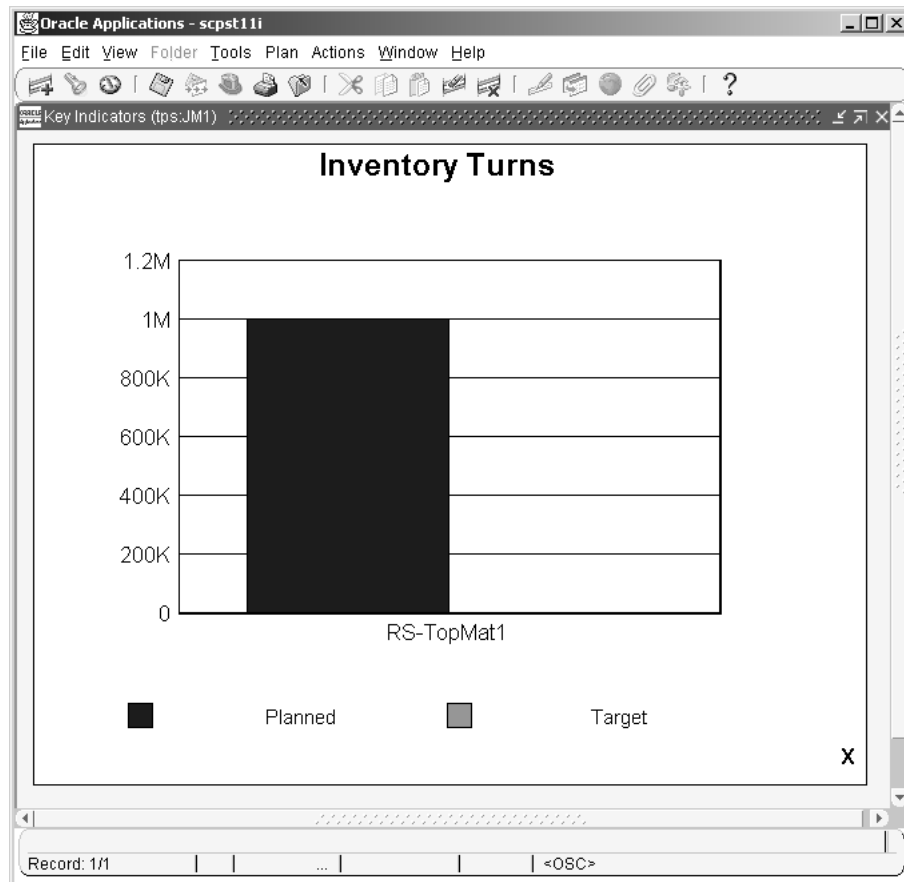 Oracle Applications - scpst11i
File Edit View Folder Tools Plan Actions Window Help
Key Indicators (tps:JM1)
Inventory Turns
1.2M
1M
800K
600K
400K
200K
0
RS-TopMat1
Planned Target
X
Record: 1/1 ... <OSC>